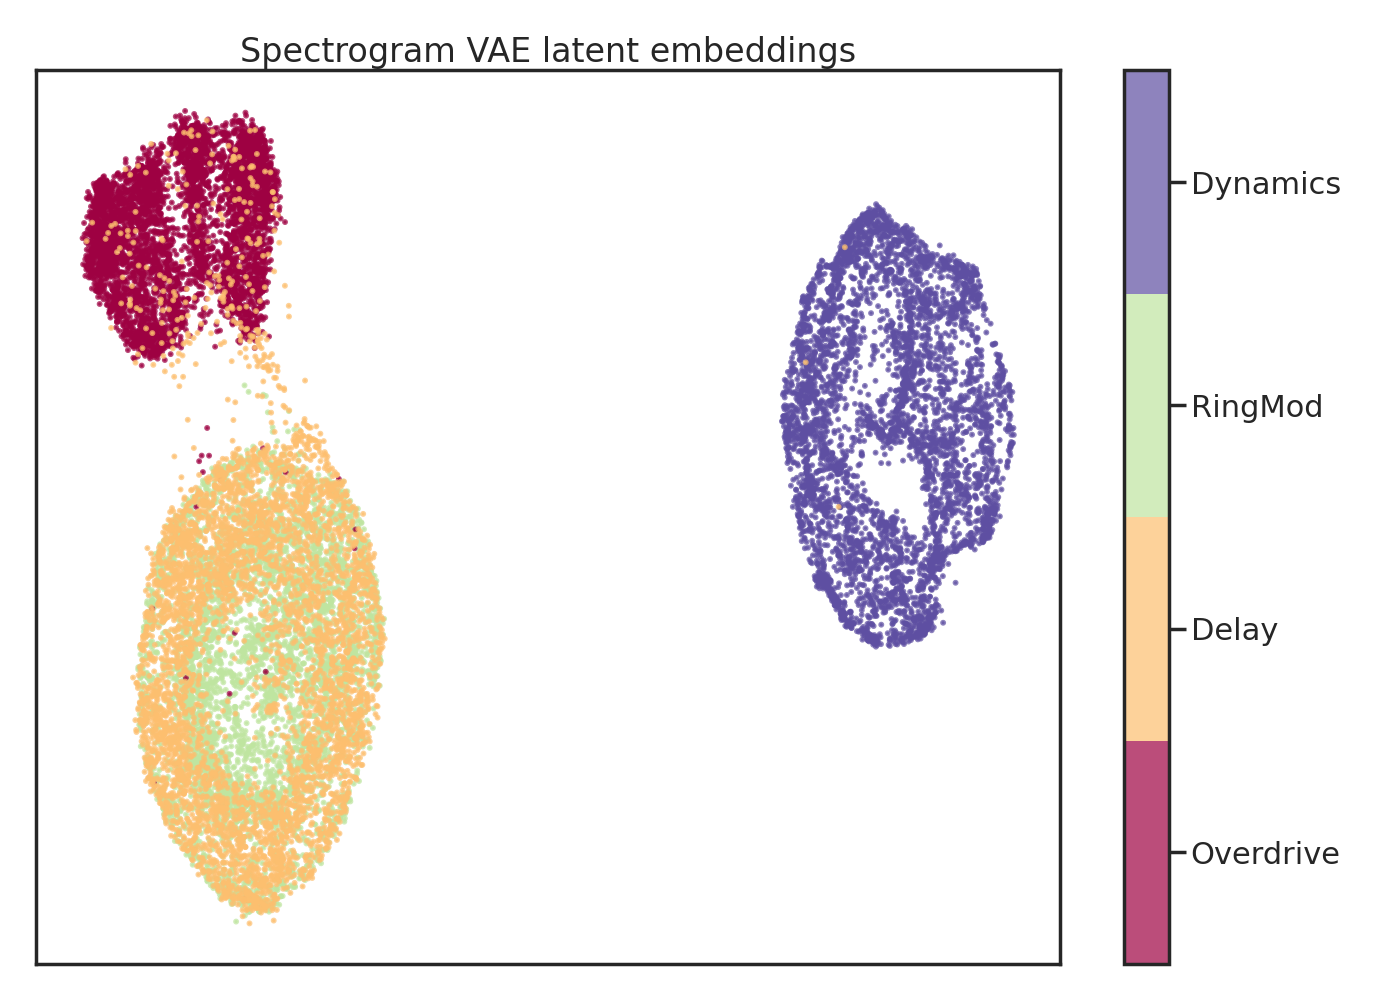 Spectrogram VAE latent embeddings
Dynamics
RingMod
Delay
Overdrive